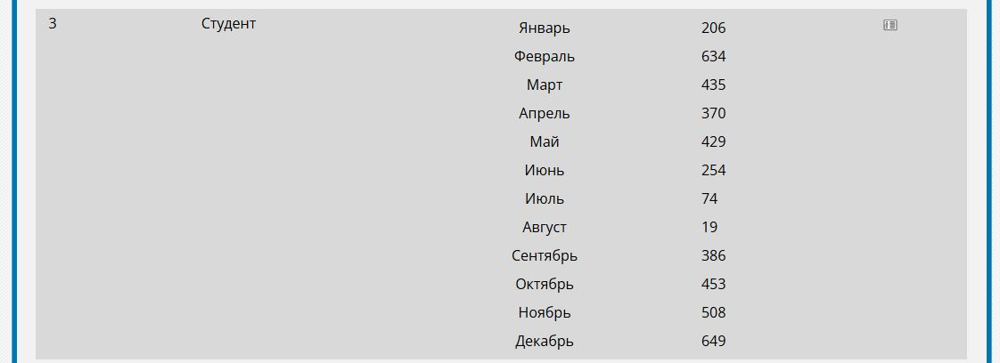 3 Студент Январь 206
Февраль 634
Март 435
Апрель 370
Май 429
Июнь 254
Июль 74
Август 19
Сентябрь 386
Октябрь 453
Ноябрь 508
Декабрь 649